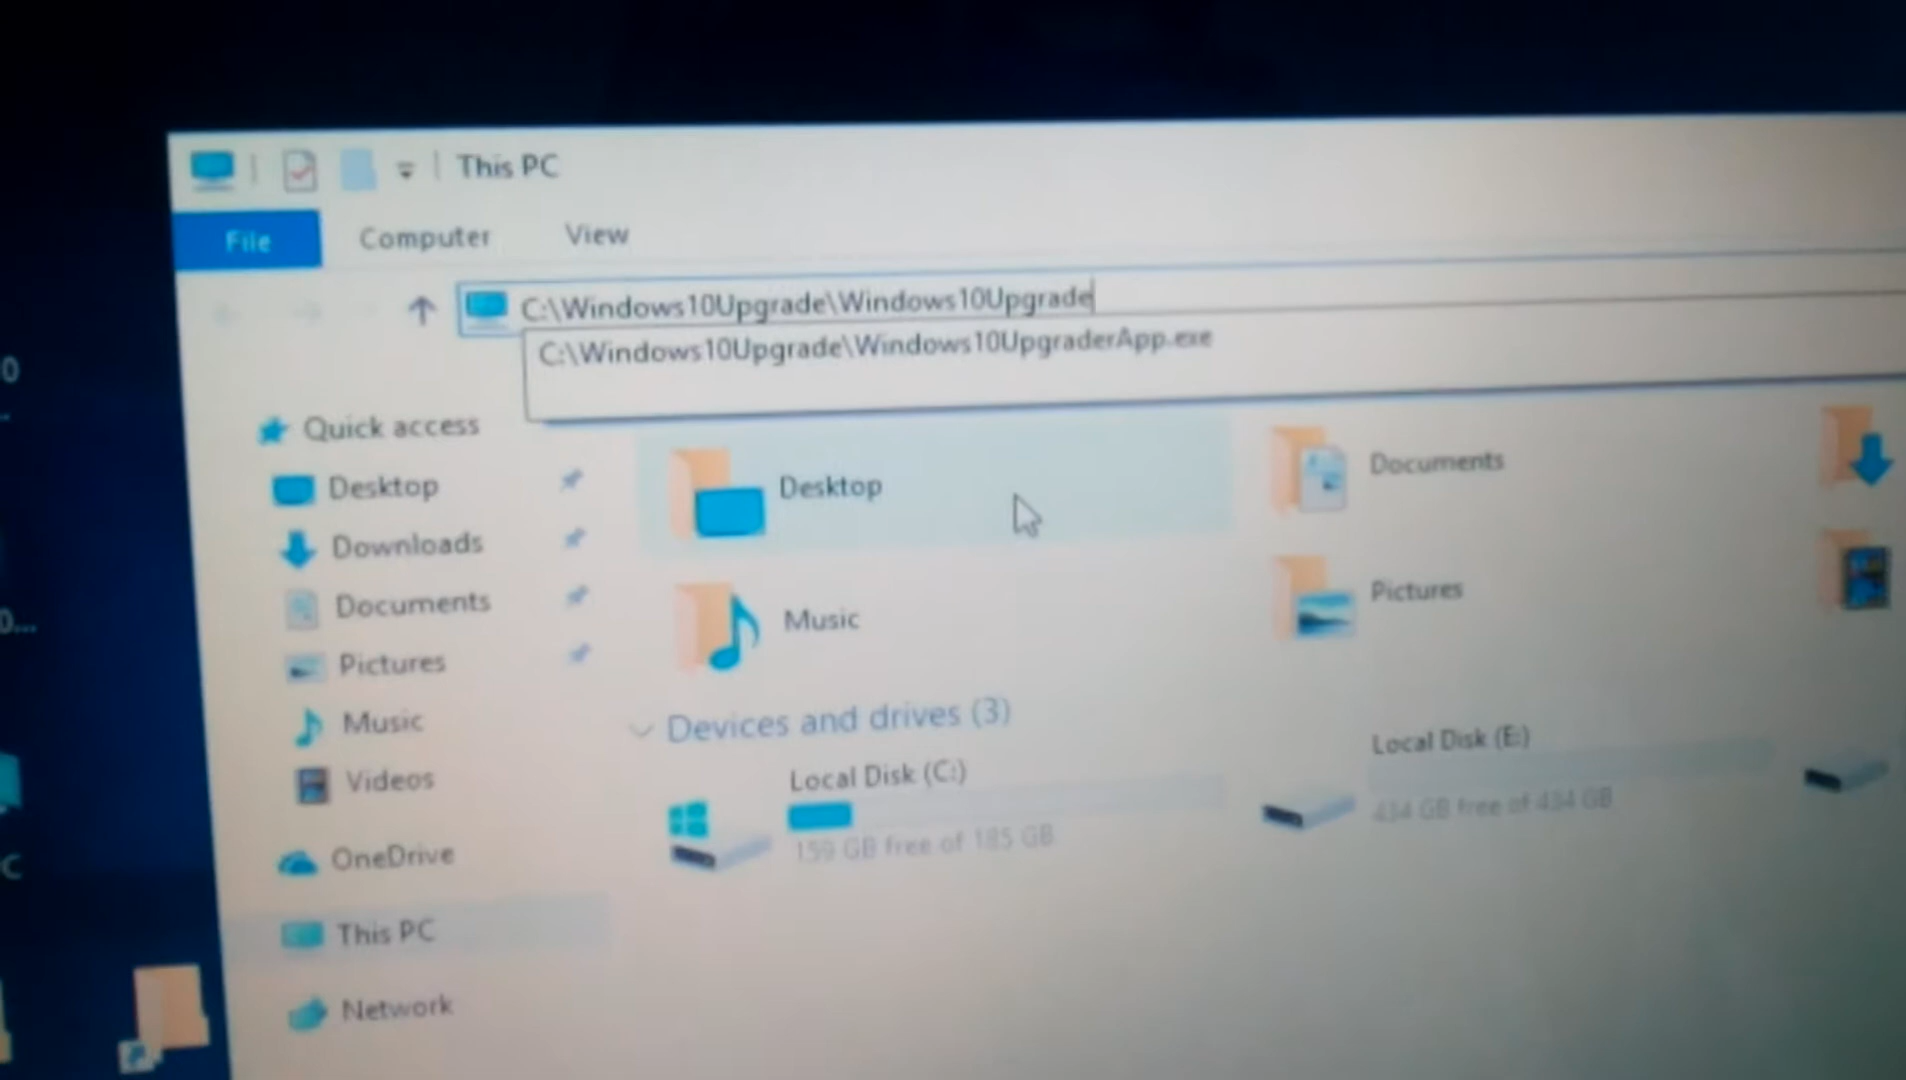 This PC
File Computer View
C:\Windows10Upgrade\Windows10Upgrade
C:\Windows10Upgrade\Windows10UpgraderApp.exe
Quick access
Desktop
Downloads
Documents
Pictures
Music
Videos
OneDrive
This PC
Network
Desktop
Documents
Music
Pictures
Devices and drives (3)
Local Disk (C:)
159 GB free of 185 GB
Local Disk (E:)
434 GB free of 434 GB
0
0...
C